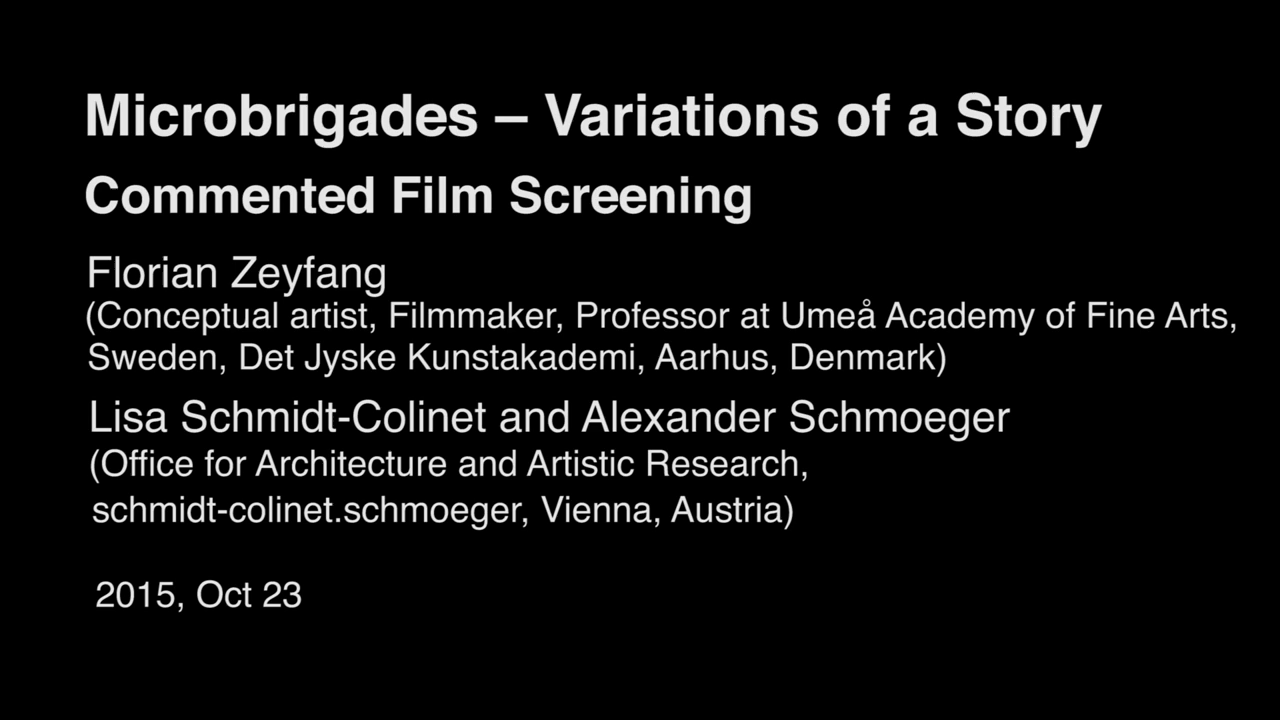 Microbrigades – Variations of a Story
Commented Film Screening
Florian Zeyfang
(Conceptual artist, Filmmaker, Professor at Umeå Academy of Fine Arts,
Sweden, Det Jyske Kunstakademi, Aarhus, Denmark)
Lisa Schmidt-Colinet and Alexander Schmoeger
(Office for Architecture and Artistic Research,
schmidt-colinet.schmoeger, Vienna, Austria)
2015, Oct 23